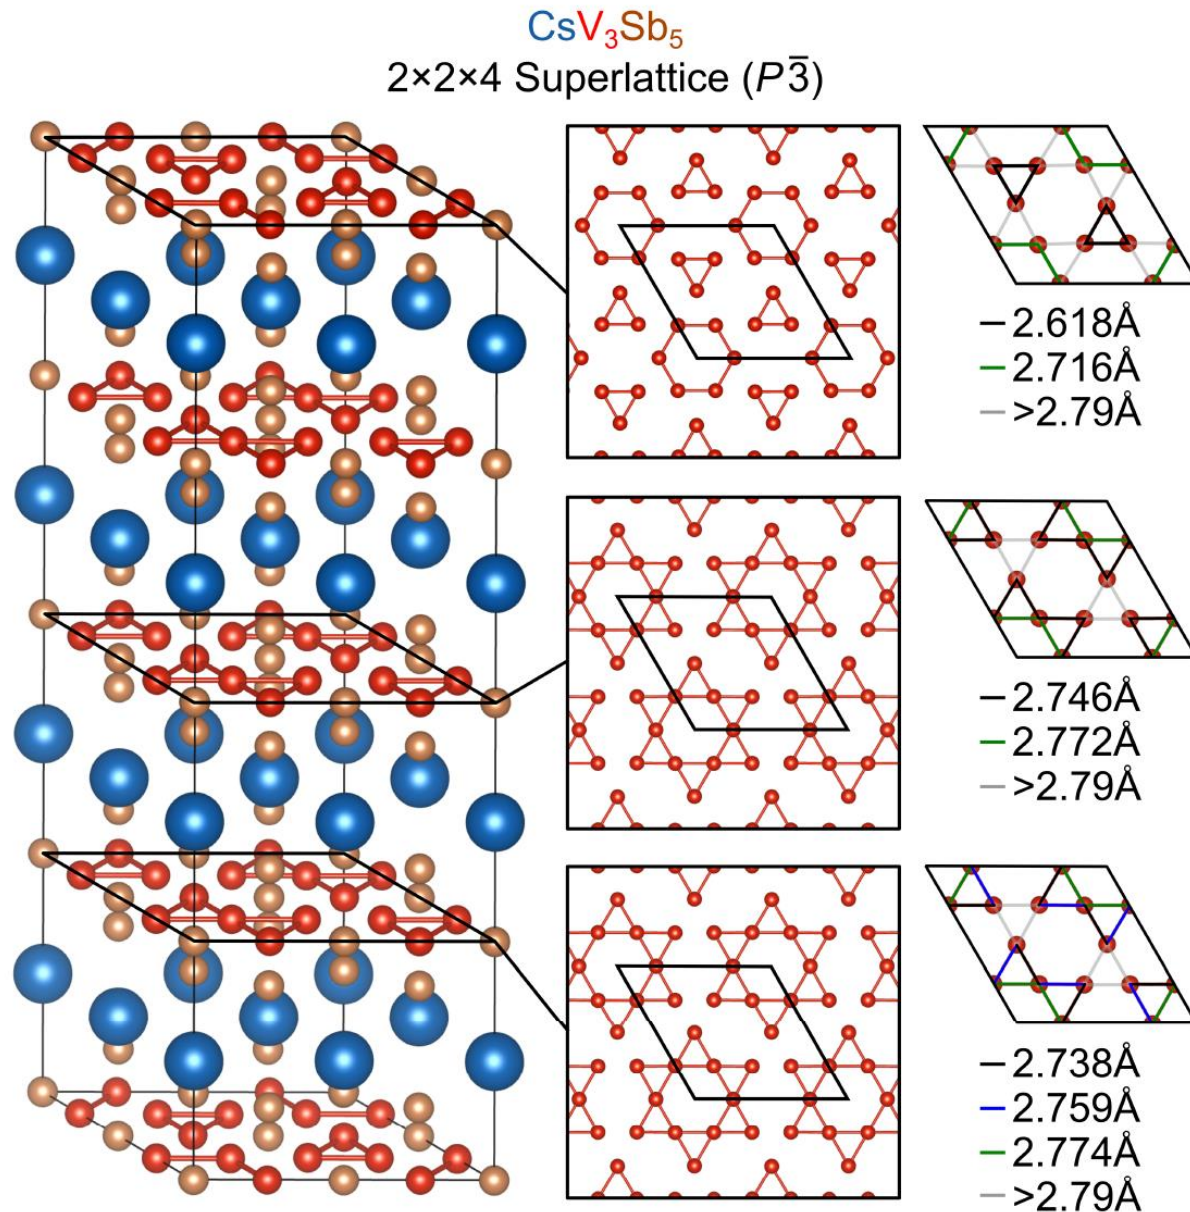 CsV₃Sb₅
2×2×4 Superlattice (P3̅)
2.618Å
2.716Å
>2.79Å
2.746Å
2.772Å
>2.79Å
2.738Å
2.759Å
2.774Å
>2.79Å